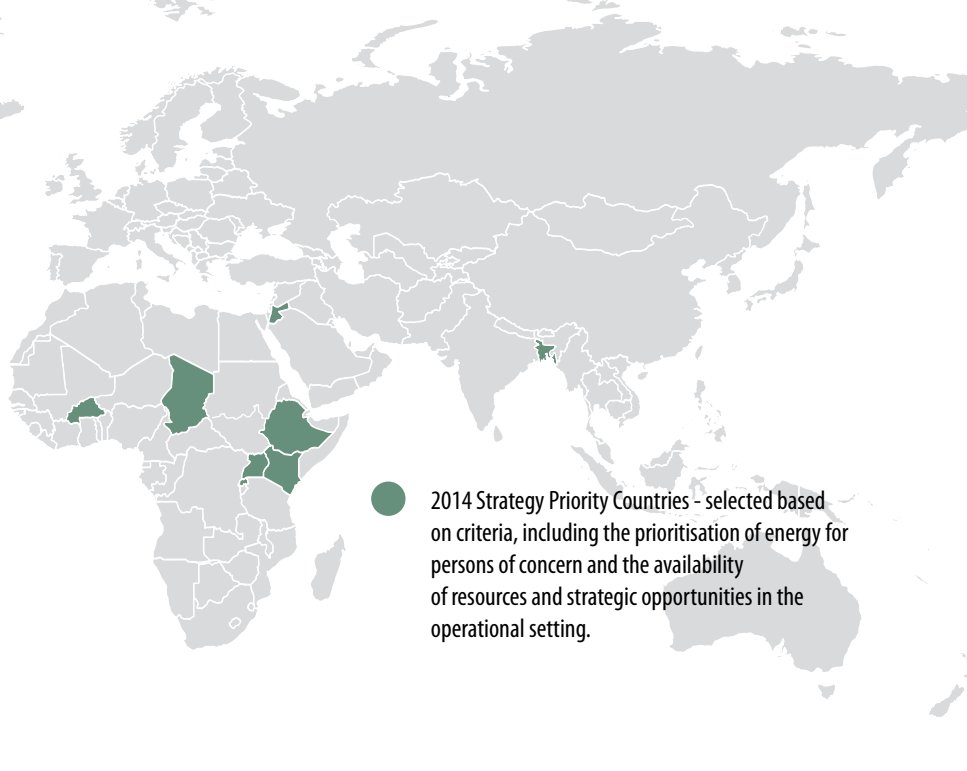 2014 Strategy Priority Countries - selected based
on criteria, including the prioritisation of energy for
persons of concern and the availability
of resources and strategic opportunities in the
operational setting.